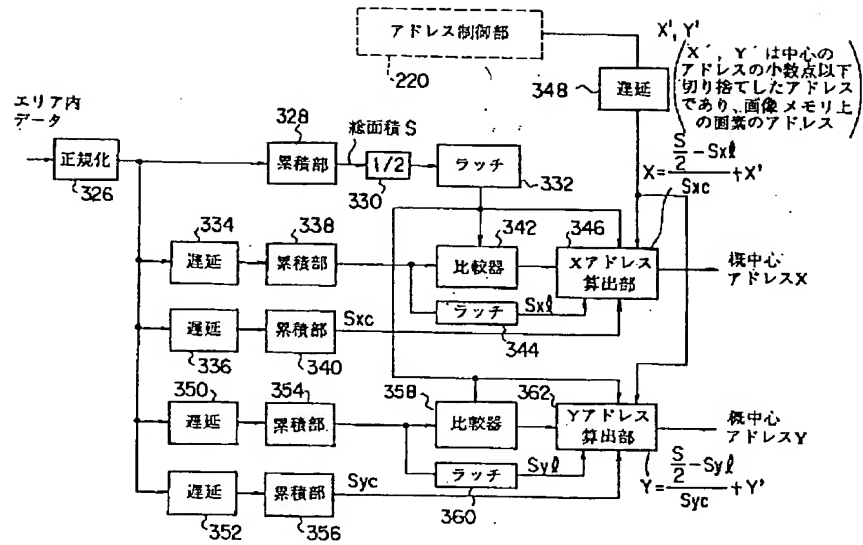 アドレス制御部
220
X', Y'
X', Y'は中心の
アドレスの小数点以下
切り捨てしたアドレス
であり、画像メモリ上
の画素のアドレス
348
遅延
エリア内
データ
正規化
326
328
累積部
総面積S
1/2
330
ラッチ
332
X=(S/2-Sxl)/Sxc+X'
334
遅延
338
累積部
342
比較器
346
Xアドレス
算出部
概中心
アドレスX
ラッチ
Sxl
344
遅延
336
累積部
Sxc
340
350
遅延
354
累積部
358
比較器
362
Yアドレス
算出部
概中心
アドレスY
ラッチ
Syl
360
Y=(S/2-Syl)/Syc+Y'
遅延
352
累積部
Syc
356